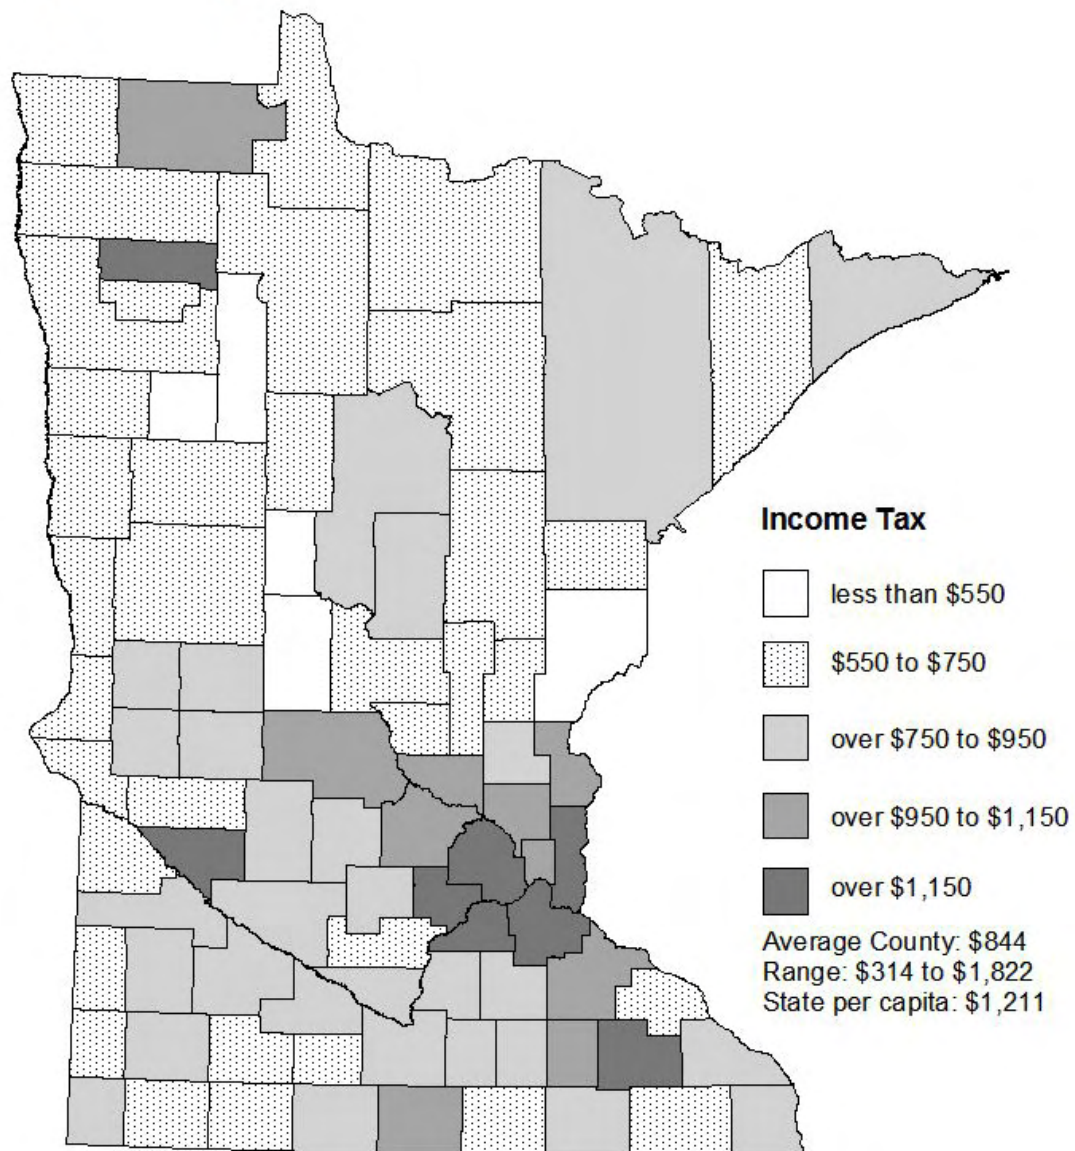 Income Tax
less than $550
$550 to $750
over $750 to $950
over $950 to $1,150
over $1,150
Average County: $844
Range: $314 to $1,822
State per capita: $1,211